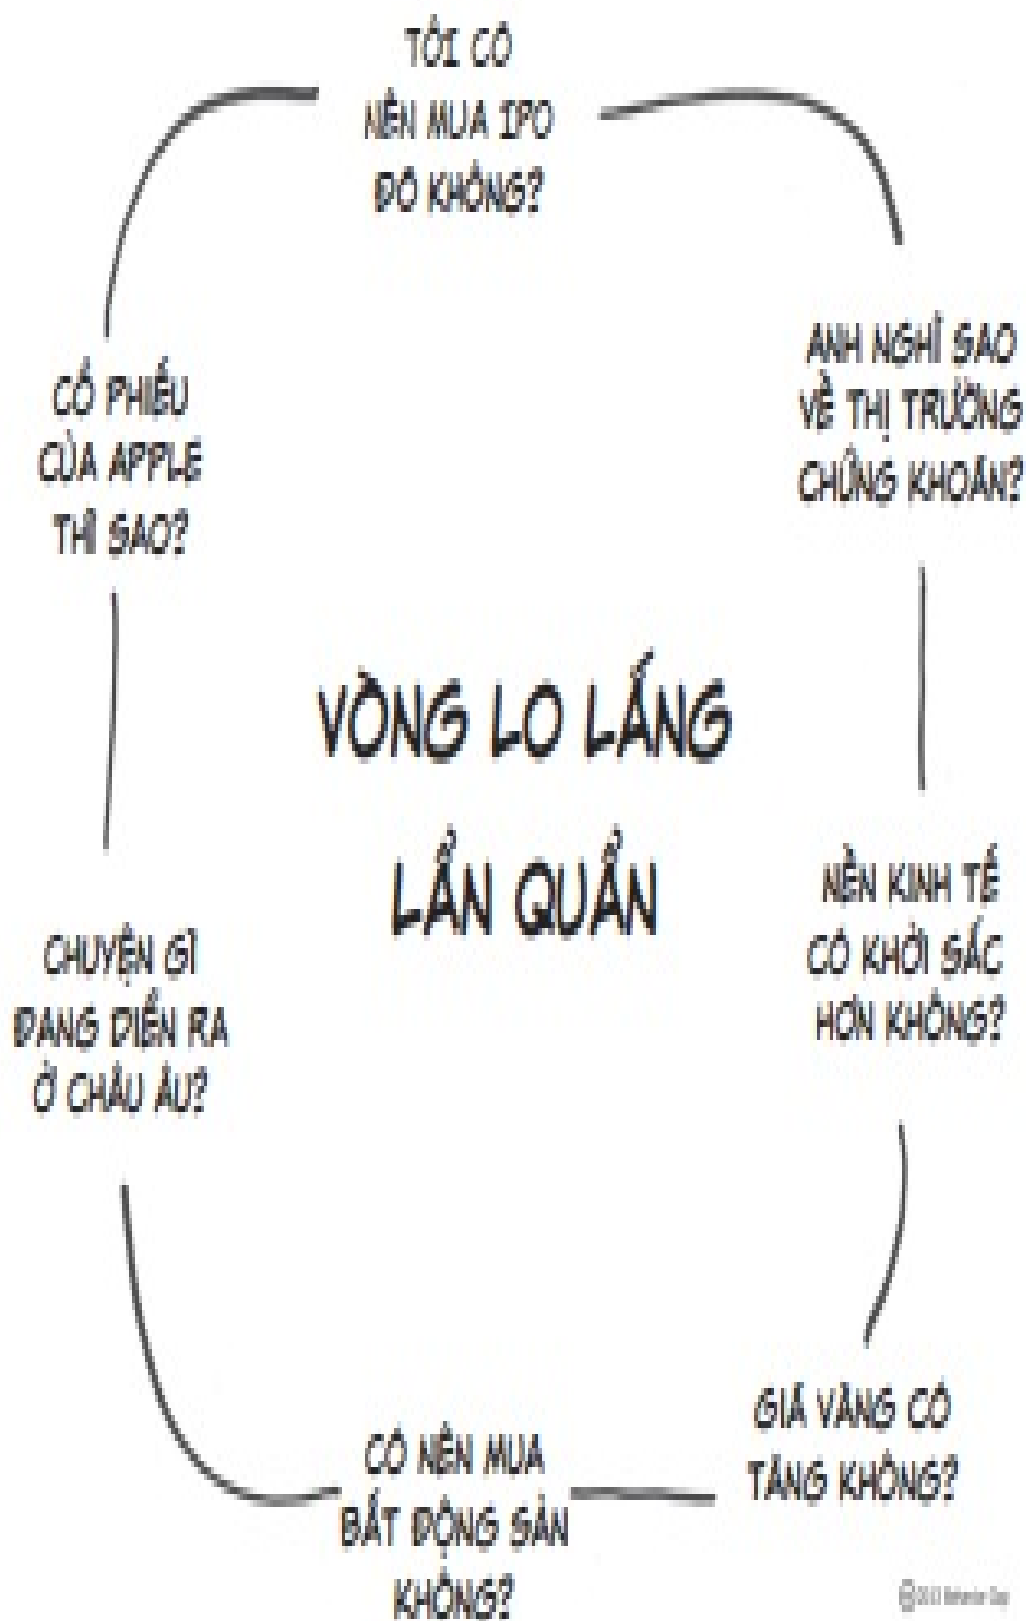 TÔI CÓ
NÊN MUA IPO
ĐÓ KHÔNG?
ANH NGHĨ SAO
VỀ THỊ TRƯỜNG
CHỨNG KHOÁN?
NỀN KINH TẾ
CÓ KHỞI SẮC
HƠN KHÔNG?
GIÁ VÀNG CÓ
TĂNG KHÔNG?
CÓ NÊN MUA
BẤT ĐỘNG SẢN
KHÔNG?
CHUYỆN GÌ
ĐANG DIỄN RA
Ở CHÂU ÂU?
CỔ PHIẾU
CỦA APPLE
THÌ SAO?
VÒNG LO LẮNG
LẨN QUẨN
Behavior Gap